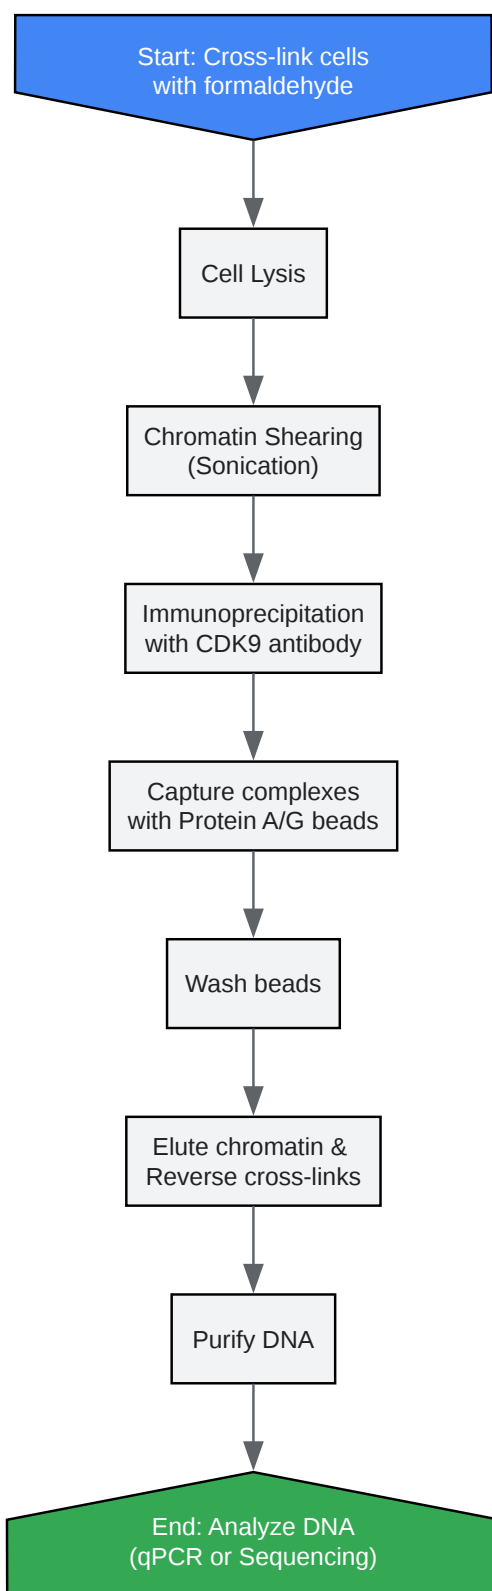 Start: Cross-link cells
with formaldehyde
Cell Lysis
Chromatin Shearing
(Sonication)
Immunoprecipitation
with CDK9 antibody
Capture complexes
with Protein A/G beads
Wash beads
Elute chromatin &
Reverse cross-links
Purify DNA
End: Analyze DNA
(qPCR or Sequencing)